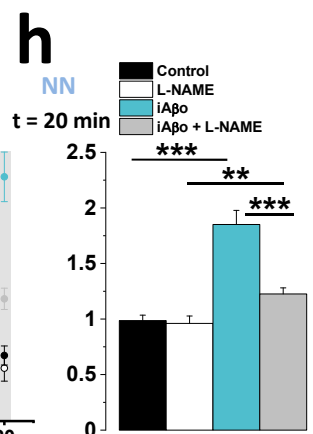 h
Control
NN
L-NAME
iAβo
t = 20 min
iAβo + L-NAME
2.5
***
**
2
***
1.5
1
0.5
0